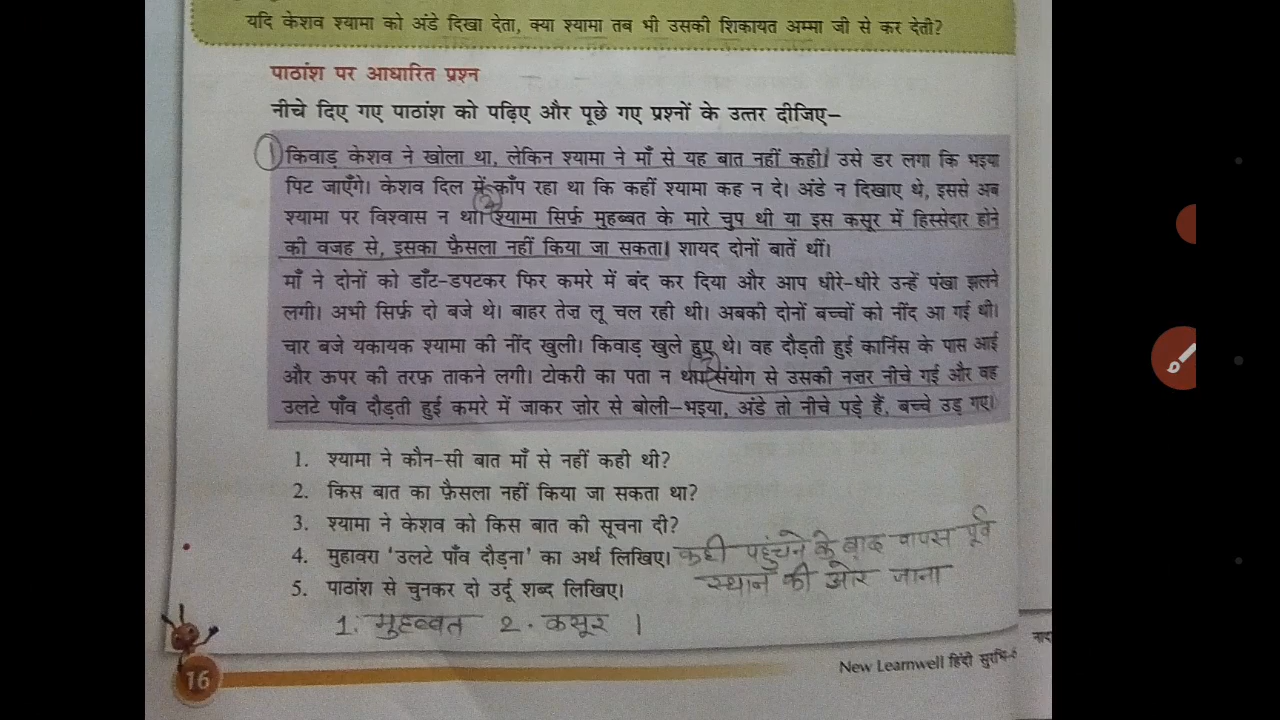 यदि केशव श्यामा को अंडे दिखा देता, क्या श्यामा तब भी उसकी शिकायत अम्मा जी से कर देती?
पाठांश पर आधारित प्रश्न
नीचे दिए गए पाठांश को पढ़िए और पूछे गए प्रश्नों के उत्तर दीजिए–
1 किवाड़ केशव ने खोला था, लेकिन श्यामा ने माँ से यह बात नहीं कही। उसे डर लगा कि भइया
पिट जाएँगे। केशव दिल में काँप रहा था कि कहीं श्यामा कह न दे। अंडे न दिखाए थे, इससे अब
श्यामा पर विश्वास न था। श्यामा सिर्फ़ मुहब्बत के मारे चुप थी या इस कसूर में हिस्सेदार होने
की वजह से, इसका फ़ैसला नहीं किया जा सकता। शायद दोनों बातें थीं।
माँ ने दोनों को डाँट-डपटकर फिर कमरे में बंद कर दिया और आप धीरे-धीरे उन्हें पंखा झलने
लगी। अभी सिर्फ़ दो बजे थे। बाहर तेज़ लू चल रही थी। अबकी दोनों बच्चों को नींद आ गई थी।
चार बजे यकायक श्यामा की नींद खुली। किवाड़ खुले हुए थे। वह दौड़ती हुई कार्निस के पास आई
और ऊपर की तरफ़ ताकने लगी। टोकरी का पता न था। संयोग से उसकी नज़र नीचे गई और वह
उलटे पाँव दौड़ती हुई कमरे में जाकर ज़ोर से बोली–भइया, अंडे तो नीचे पड़े हैं, बच्चे उड़ गए।
1. श्यामा ने कौन-सी बात माँ से नहीं कही थी?
2. किस बात का फ़ैसला नहीं किया जा सकता था?
3. श्यामा ने केशव को किस बात की सूचना दी?
4. मुहावरा ‘उलटे पाँव दौड़ना’ का अर्थ लिखिए। कही पहुंचने के बाद वापस पूर्व
स्थान की ओर जाना
5. पाठांश से चुनकर दो उर्दू शब्द लिखिए।
1. मुहब्बत 2. कसूर ।
16
New Learnwell हिंदी सुरभि-6